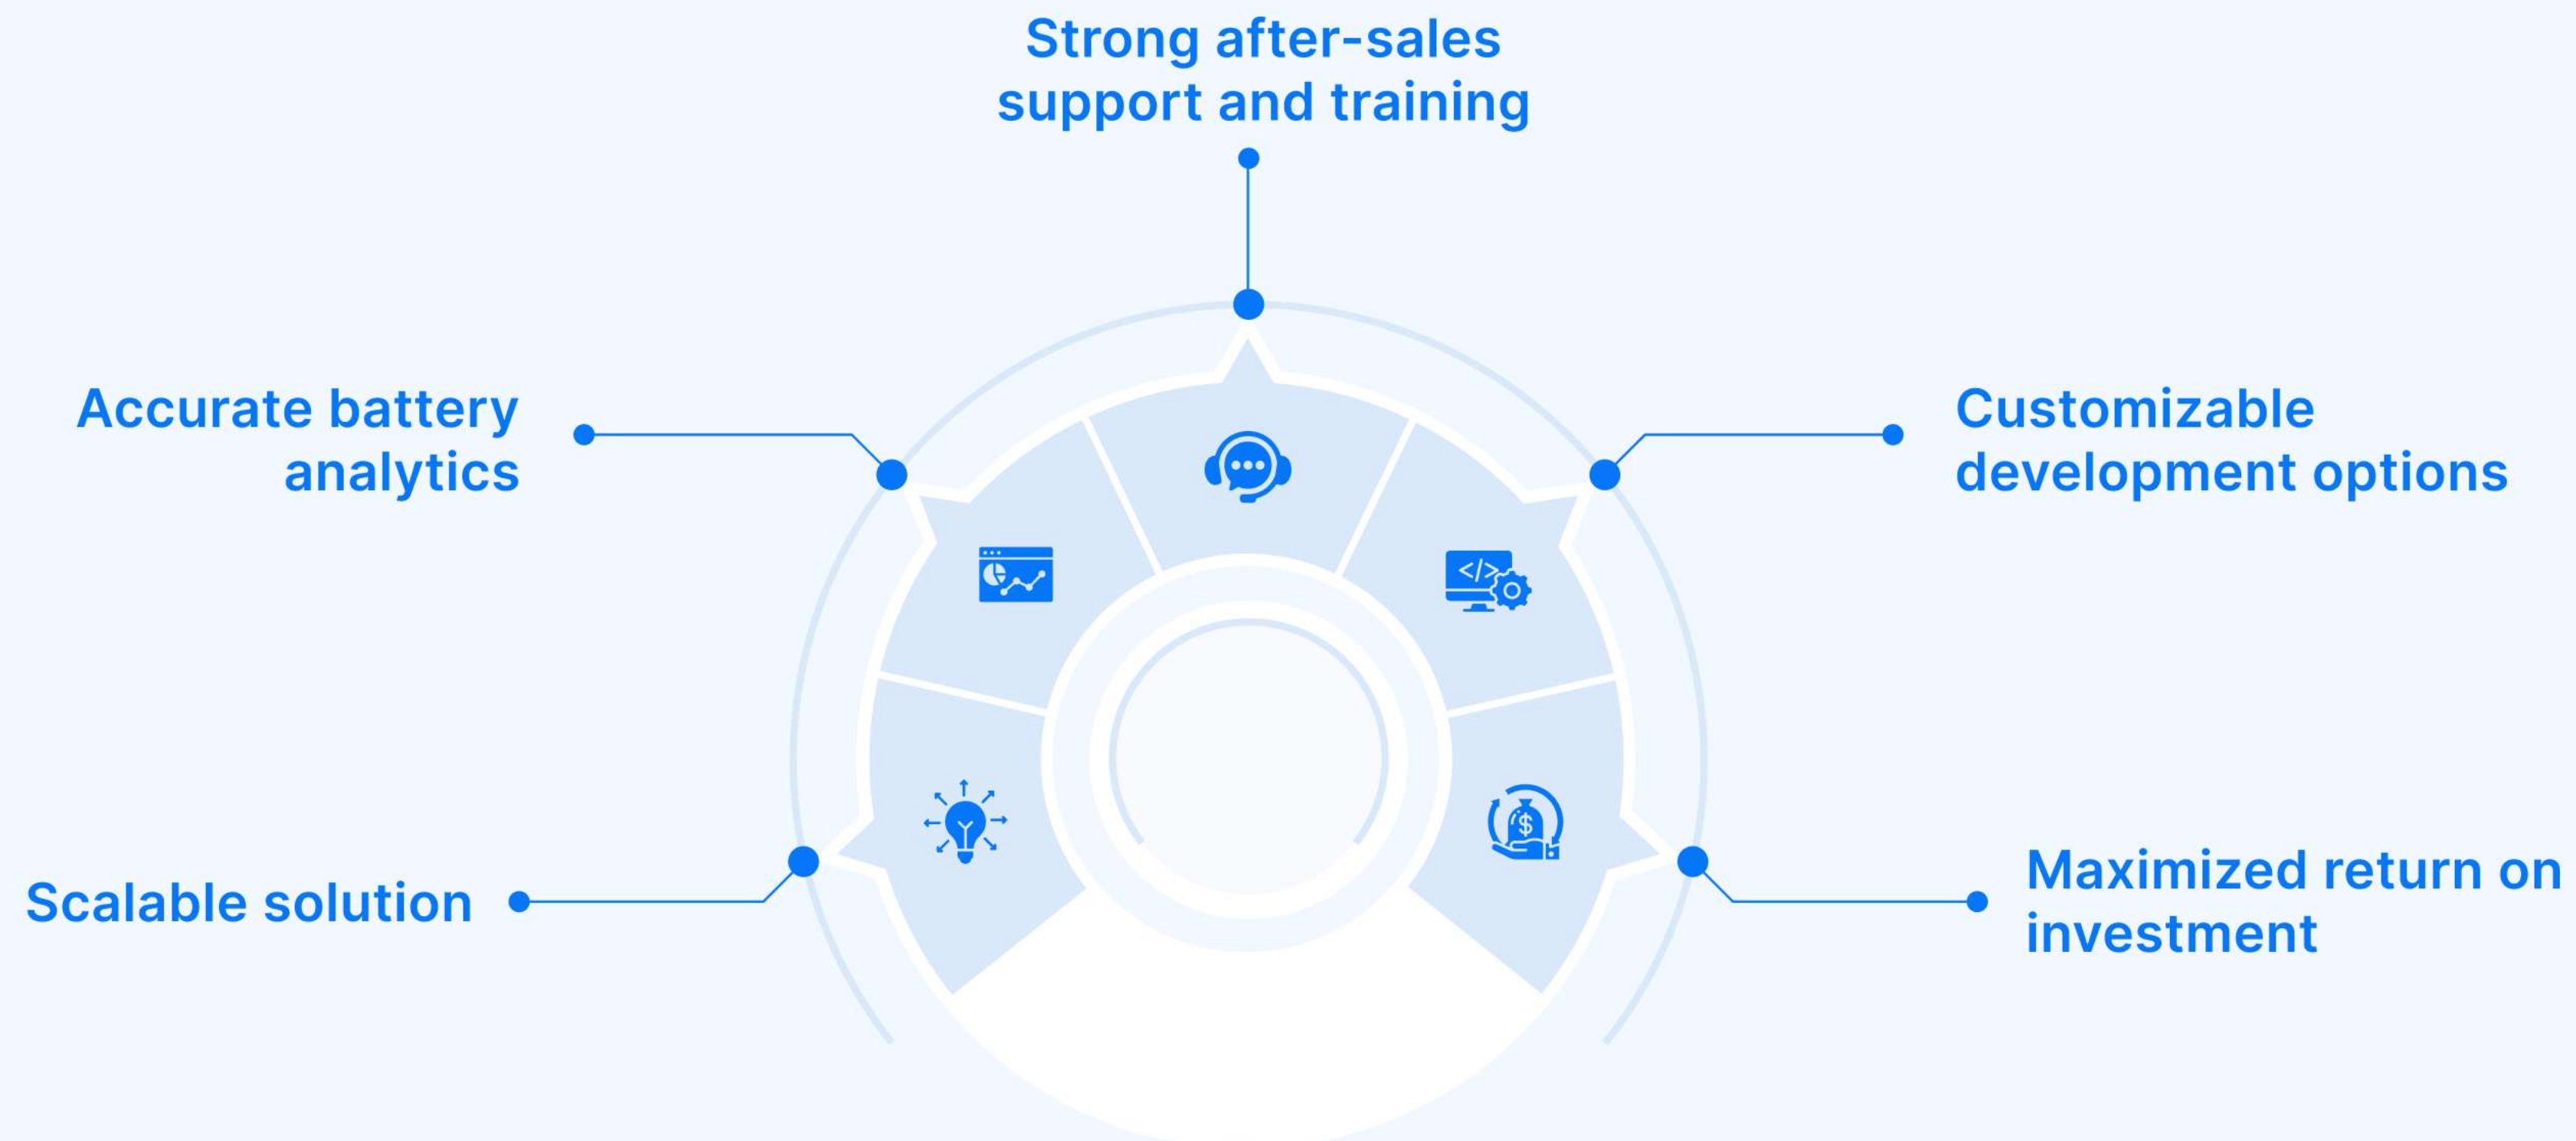 Strong after-sales
support and training
Accurate battery
analytics
Customizable
development options
Scalable solution
Maximized return on
investment